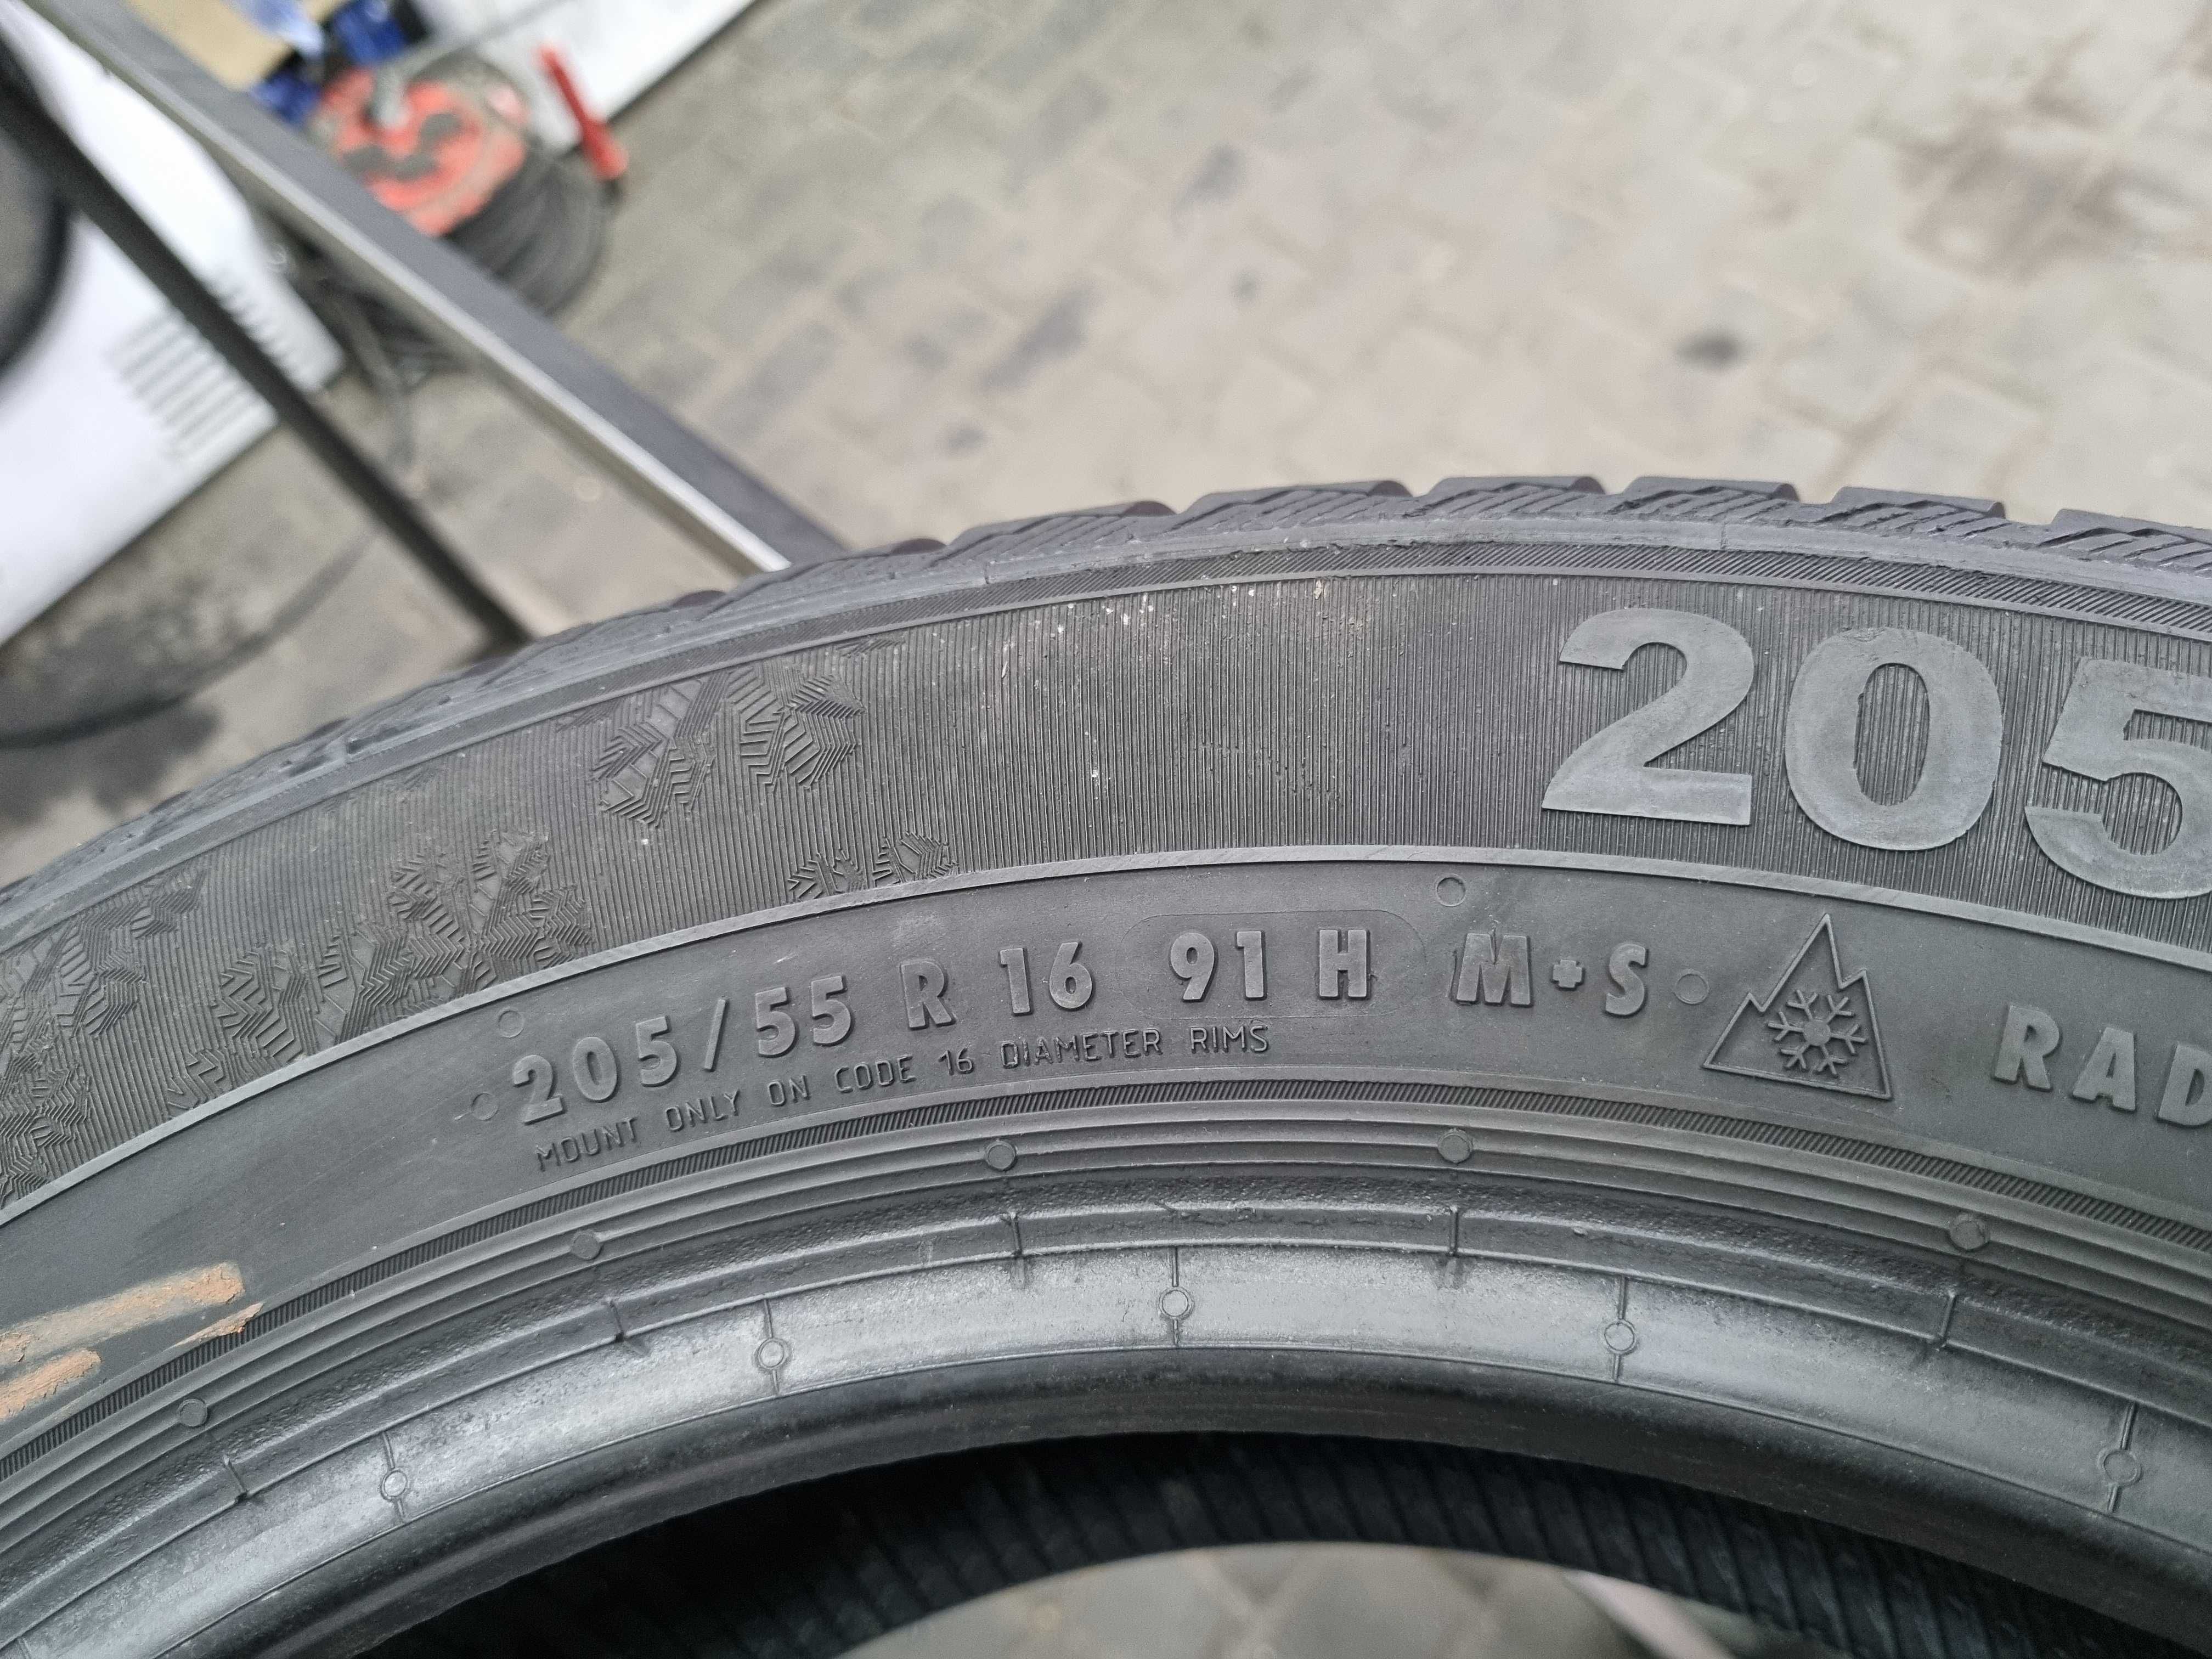 205
205/55 R 16 91 H M+S RAD
MOUNT ONLY ON CODE 16 DIAMETER RIMS